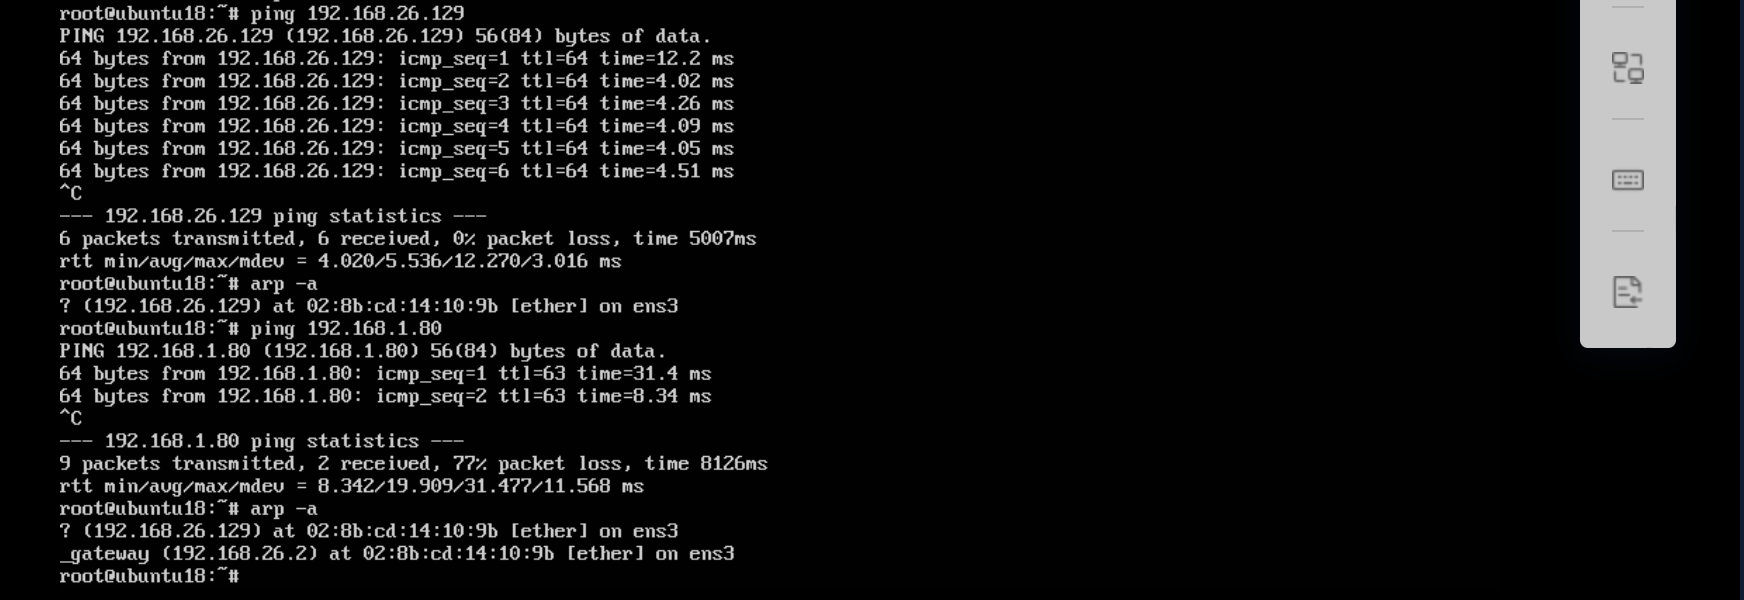 root@ubuntu18:~# ping 192.168.26.129
PING 192.168.26.129 (192.168.26.129) 56(84) bytes of data.
64 bytes from 192.168.26.129: icmp_seq=1 ttl=64 time=12.2 ms
64 bytes from 192.168.26.129: icmp_seq=2 ttl=64 time=4.02 ms
64 bytes from 192.168.26.129: icmp_seq=3 ttl=64 time=4.26 ms
64 bytes from 192.168.26.129: icmp_seq=4 ttl=64 time=4.09 ms
64 bytes from 192.168.26.129: icmp_seq=5 ttl=64 time=4.05 ms
64 bytes from 192.168.26.129: icmp_seq=6 ttl=64 time=4.51 ms
^C
--- 192.168.26.129 ping statistics ---
6 packets transmitted, 6 received, 0% packet loss, time 5007ms
rtt min/avg/max/mdev = 4.020/5.536/12.270/3.016 ms
root@ubuntu18:~# arp -a
? (192.168.26.129) at 02:8b:cd:14:10:9b [ether] on ens3
root@ubuntu18:~# ping 192.168.1.80
PING 192.168.1.80 (192.168.1.80) 56(84) bytes of data.
64 bytes from 192.168.1.80: icmp_seq=1 ttl=63 time=31.4 ms
64 bytes from 192.168.1.80: icmp_seq=2 ttl=63 time=8.34 ms
^C
--- 192.168.1.80 ping statistics ---
9 packets transmitted, 2 received, 77% packet loss, time 8126ms
rtt min/avg/max/mdev = 8.342/19.909/31.477/11.568 ms
root@ubuntu18:~# arp -a
? (192.168.26.129) at 02:8b:cd:14:10:9b [ether] on ens3
_gateway (192.168.26.2) at 02:8b:cd:14:10:9b [ether] on ens3
root@ubuntu18:~#